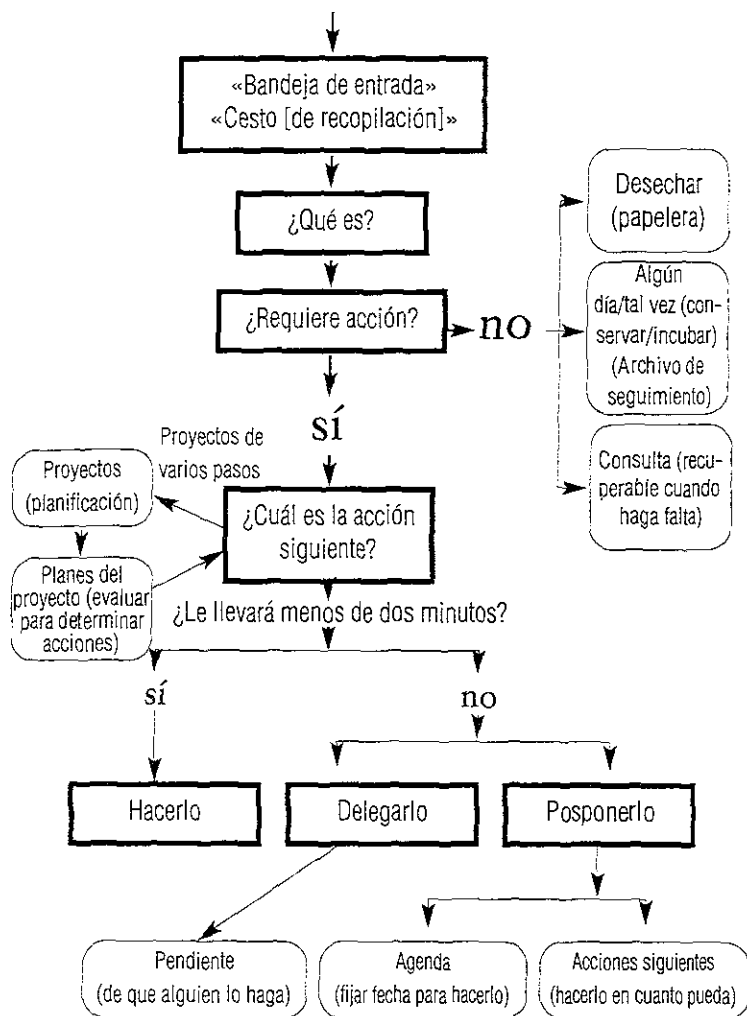 «Bandeja de entrada»
«Cesto [de recopilación]»
¿Qué es?
¿Requiere acción?
no
Desechar
(papelera)
Algún
día/tal vez (con-
servar/incubar)
(Archivo de
seguimiento)
Consulta (recu-
perable cuando
haga falta)
sí
Proyectos de
varios pasos
Proyectos
(planificación)
¿Cuál es la acción
siguiente?
Planes del
proyecto (evaluar
para determinar
acciones)
¿Le llevará menos de dos minutos?
sí
no
Hacerlo
Delegarlo
Posponerlo
Pendiente
(de que alguien lo haga)
Agenda
(fijar fecha para hacerlo)
Acciones siguientes
(hacerlo en cuanto pueda)